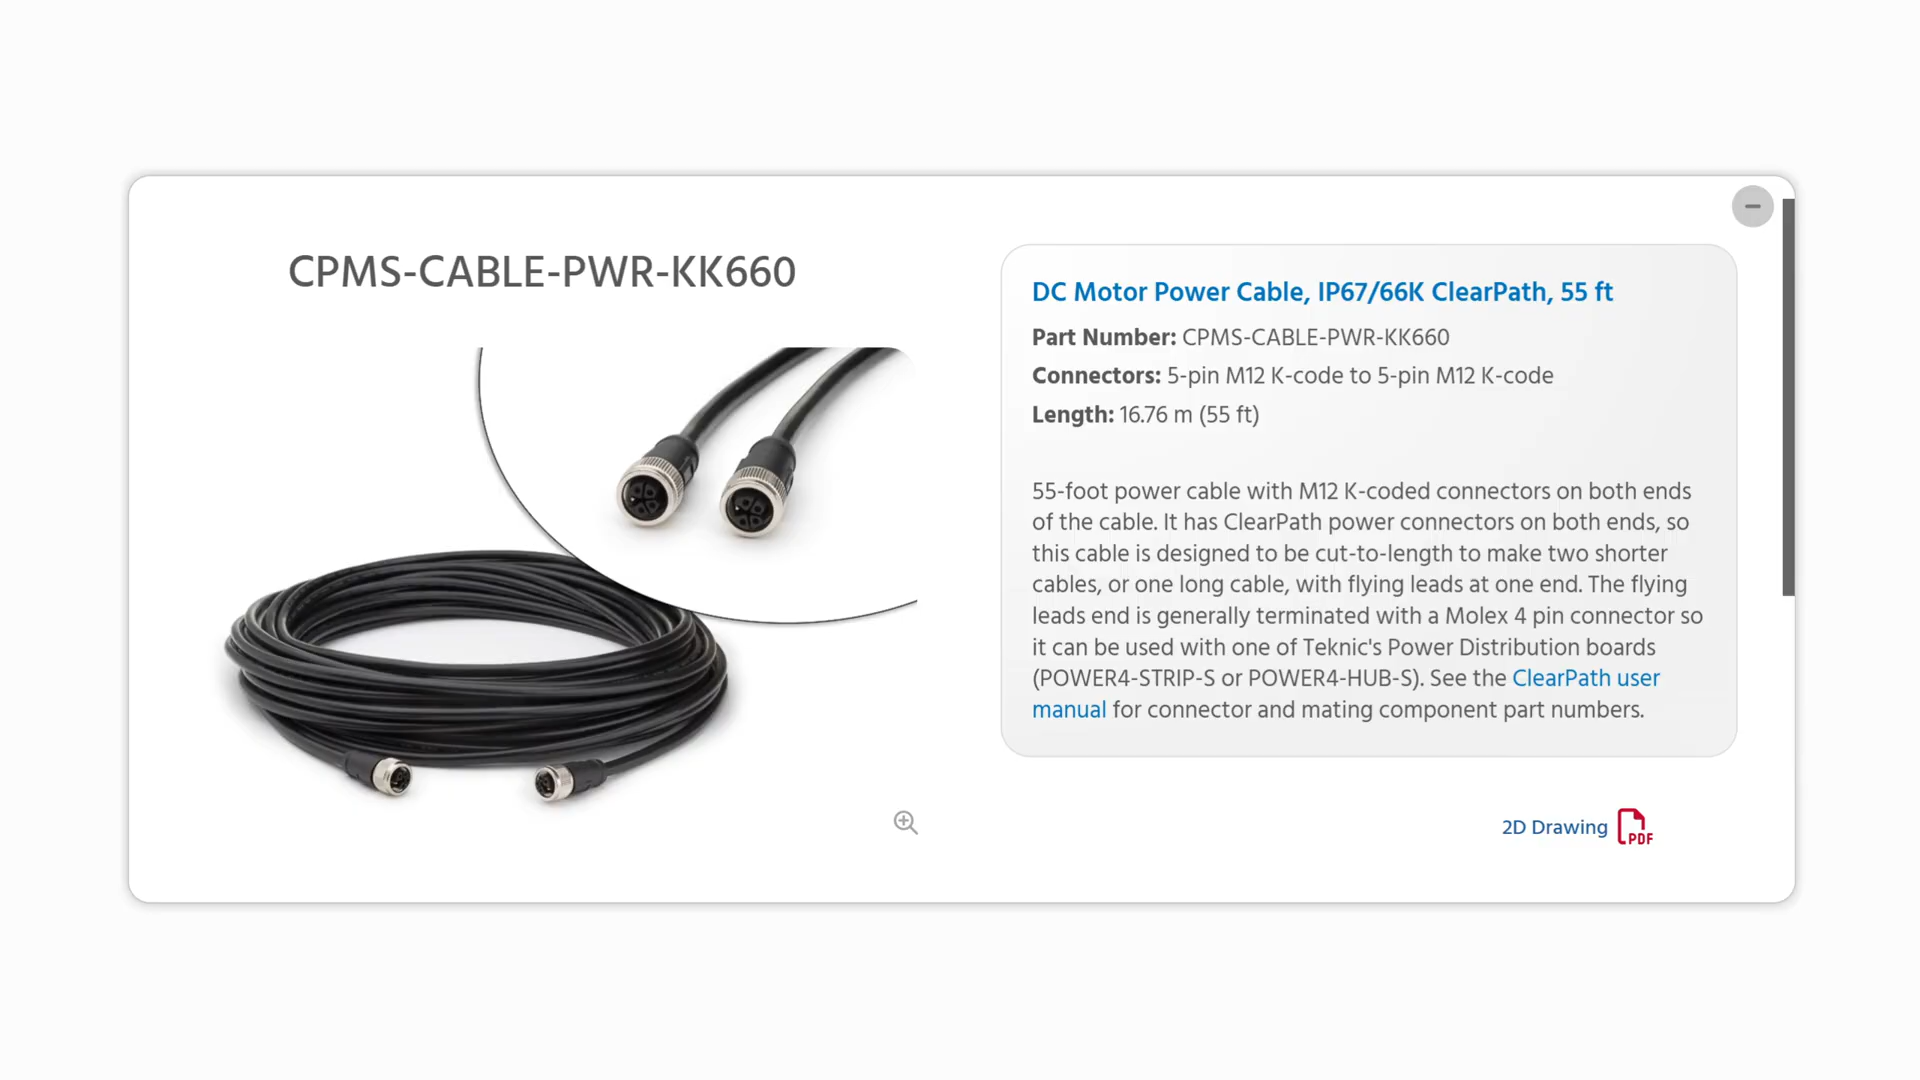 CPMS-CABLE-PWR-KK660
DC Motor Power Cable, IP67/66K ClearPath, 55 ft
Part Number: CPMS-CABLE-PWR-KK660
Connectors: 5-pin M12 K-code to 5-pin M12 K-code
Length: 16.76 m (55 ft)
55-foot power cable with M12 K-coded connectors on both ends
of the cable. It has ClearPath power connectors on both ends, so
this cable is designed to be cut-to-length to make two shorter
cables, or one long cable, with flying leads at one end. The flying
leads end is generally terminated with a Molex 4 pin connector so
it can be used with one of Teknic's Power Distribution boards
(POWER4-STRIP-S or POWER4-HUB-S). See the ClearPath user
manual for connector and mating component part numbers.
2D Drawing PDF